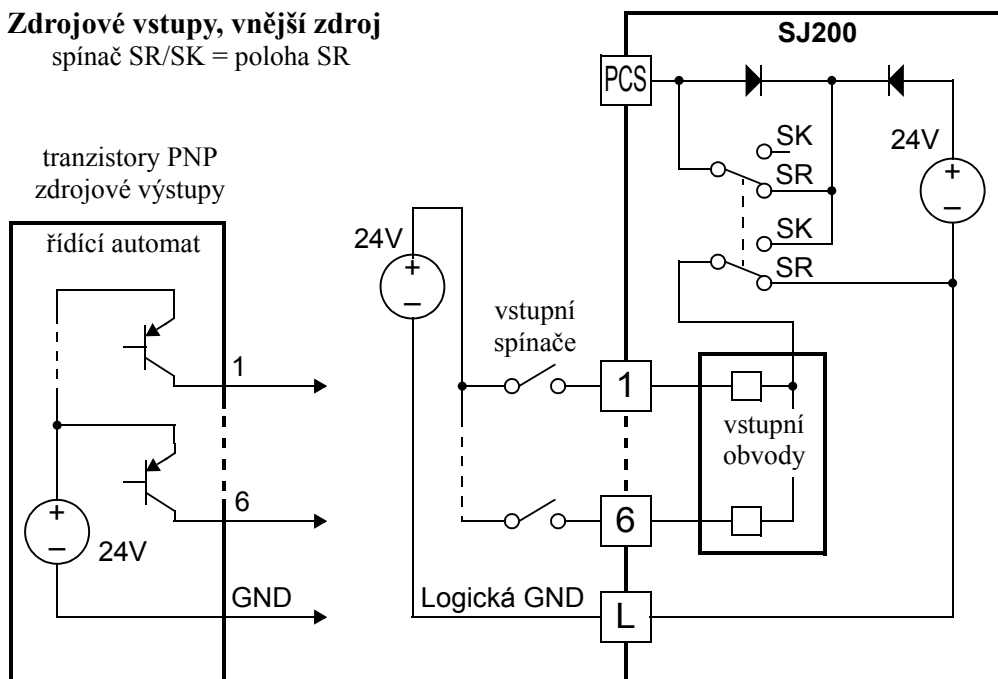 Zdrojové vstupy, vnější zdroj
spínač SR/SK = poloha SR
SJ200
PCS
SK
SR
24V
+
–
SK
SR
tranzistory PNP
zdrojové výstupy
řídící automat
1
6
+
–
24V
GND
24V
+
–
vstupní
spínače
1
6
vstupní
obvody
Logická GND
L